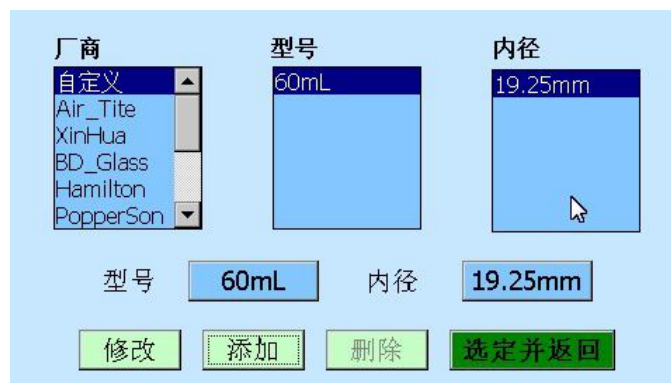 厂商 型号 内径
自定义 60mL 19.25mm
Air_Tite
XinHua
BD_Glass
Hamilton
PopperSon
型号 60mL 内径 19.25mm
修改 添加 删除 选定并返回